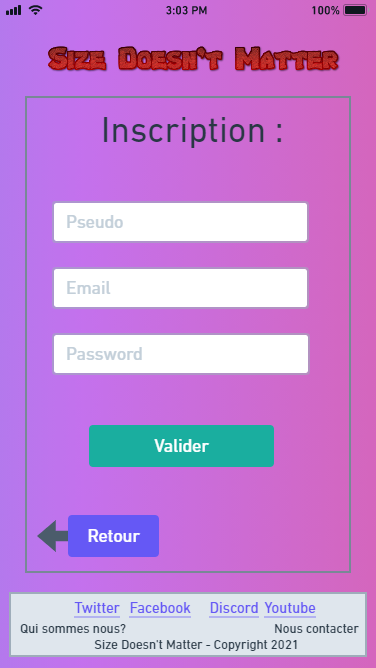 3:03 PM 100%
Size Doesn't Matter
Inscription :
Pseudo
Email
Password
Valider
Retour
Twitter Facebook Discord Youtube
Qui sommes nous? Nous contacter
Size Doesn't Matter - Copyright 2021